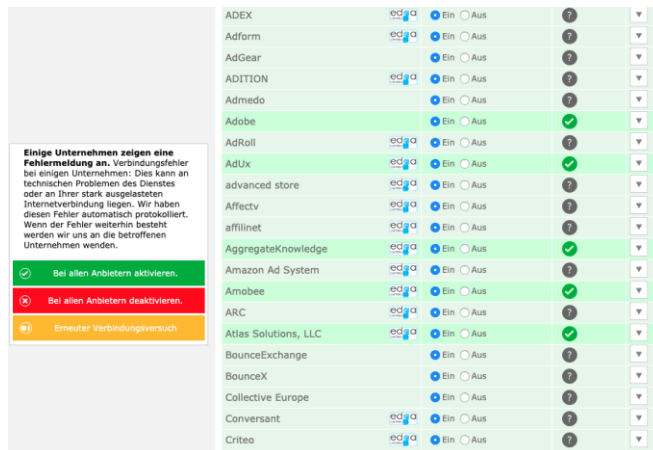 Einige Unternehmen zeigen eine
Fehlermeldung an. Verbindungsfehler
bei einigen Unternehmen: Dies kann an
technischen Problemen des Dienstes
oder an Ihrer stark ausgelasteten
Internetverbindung liegen. Wir haben
diesen Fehler automatisch protokolliert.
Wenn der Fehler weiterhin besteht
werden wir uns an die betroffenen
Unternehmen wenden.
Bei allen Anbietern aktivieren.
Bei allen Anbietern deaktivieren.
Erneuter Verbindungsversuch
ADEX edaa Ein Aus ?
Adform edaa Ein Aus ?
AdGear Ein Aus ?
ADITION edaa Ein Aus ?
Admedo Ein Aus ?
Adobe Ein Aus
AdRoll edaa Ein Aus ?
AdUx edaa Ein Aus
advanced store edaa Ein Aus ?
Affectv edaa Ein Aus ?
affilinet edaa Ein Aus ?
AggregateKnowledge edaa Ein Aus
Amazon Ad System edaa Ein Aus ?
Amobee edaa Ein Aus
ARC edaa Ein Aus ?
Atlas Solutions, LLC edaa Ein Aus
BounceExchange Ein Aus ?
BounceX Ein Aus ?
Collective Europe Ein Aus ?
Conversant edaa Ein Aus ?
Criteo edaa Ein Aus ?